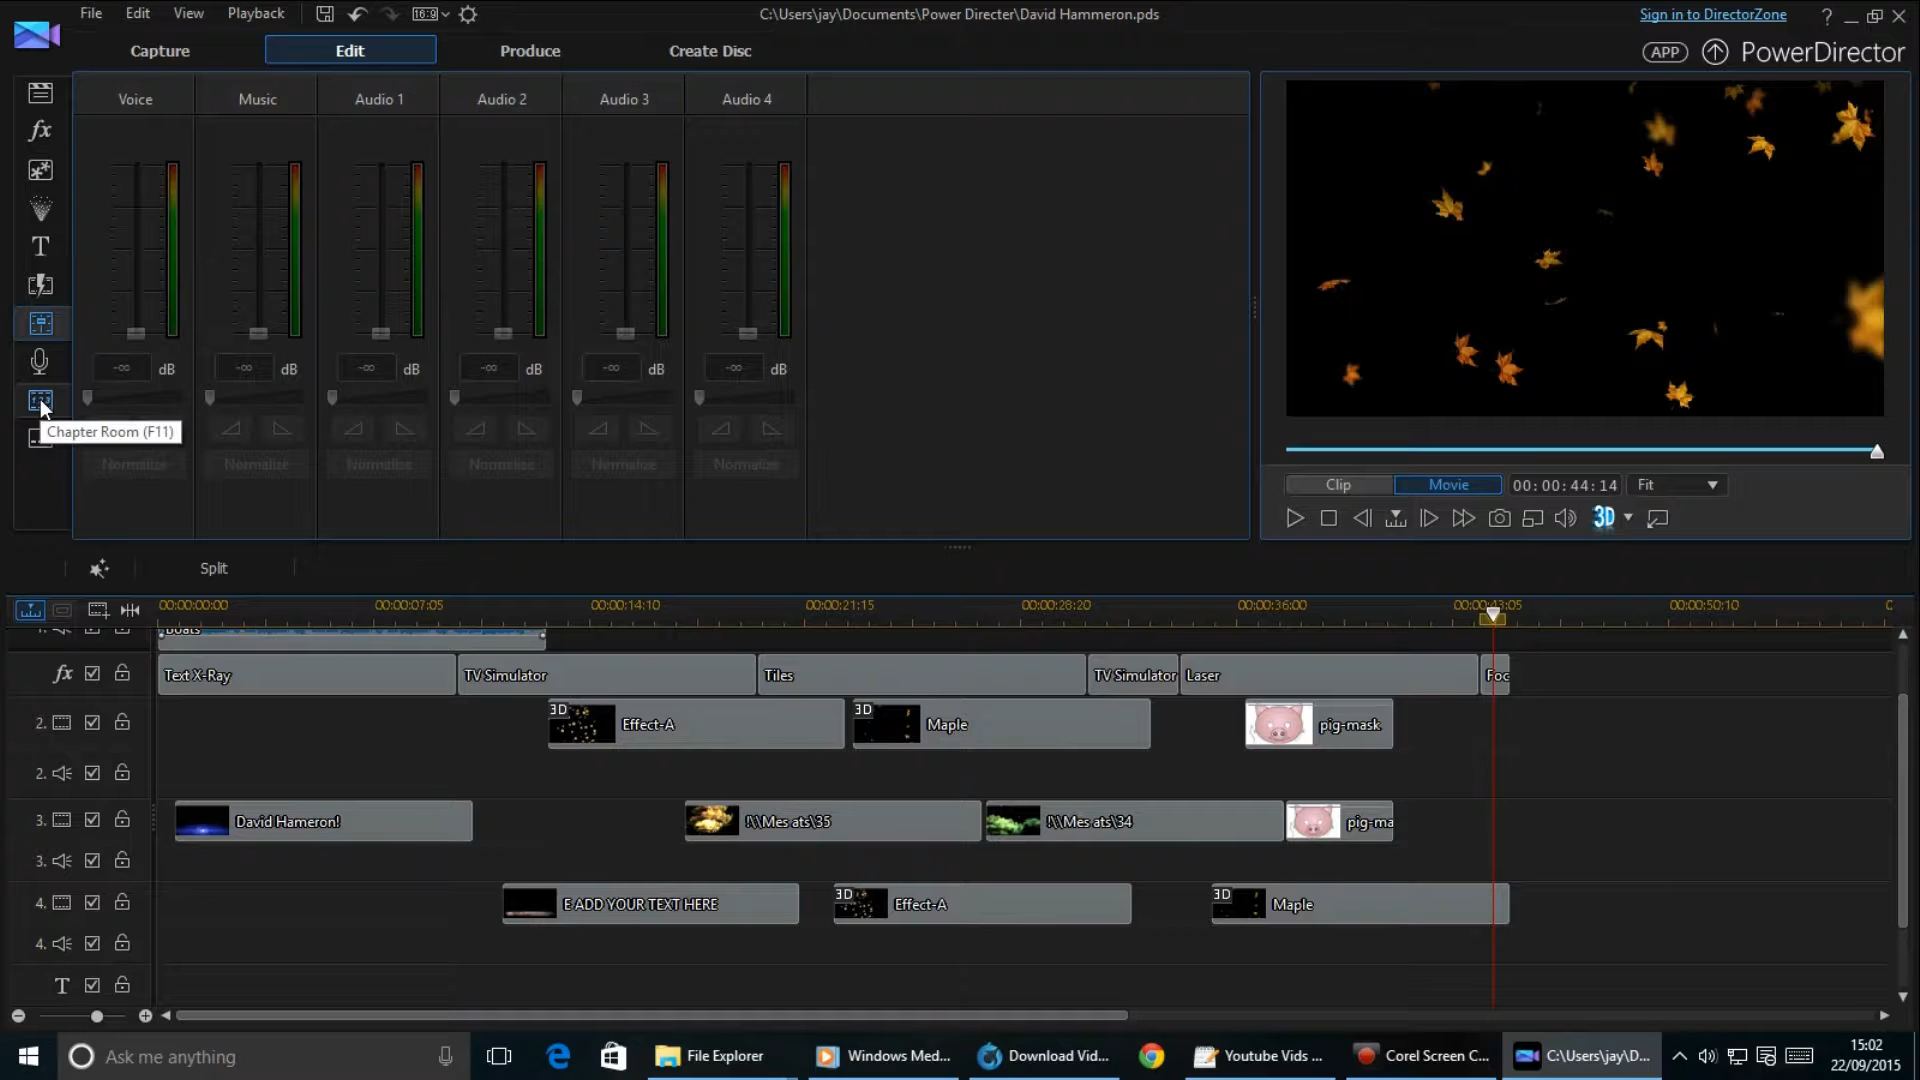 File Edit View Playback 16:9 C:\Users\jay\Documents\Power Directer\David Hammeron.pds Sign in to DirectorZone ?
Capture Edit Produce Create Disc APP PowerDirector
Voice Music Audio 1 Audio 2 Audio 3 Audio 4
fx
T
-∞ dB -∞ dB -∞ dB -∞ dB -∞ dB -∞ dB
Chapter Room (F11)
Normalize Normalize Normalize Normalize Normalize Normalize
Clip Movie 00:00:44:14 Fit
3D
Split
00:00:00:00 00:00:07:05 00:00:14:10 00:00:21:15 00:00:28:20 00:00:36:00 00:00:43:05 00:00:50:10
1. Boats
fx Text X-Ray TV Simulator Tiles TV Simulator Laser Foc
2. 3D Effect-A 3D Maple pig-mask
2.
3. David Hameron! !\\Mes ats\35 !\\Mes ats\34 pig-ma
3.
4. E ADD YOUR TEXT HERE 3D Effect-A 3D Maple
4.
T
Ask me anything File Explorer Windows Med... Download Vid... Youtube Vids ... Corel Screen C... C:\Users\jay\D... 15:02
22/09/2015